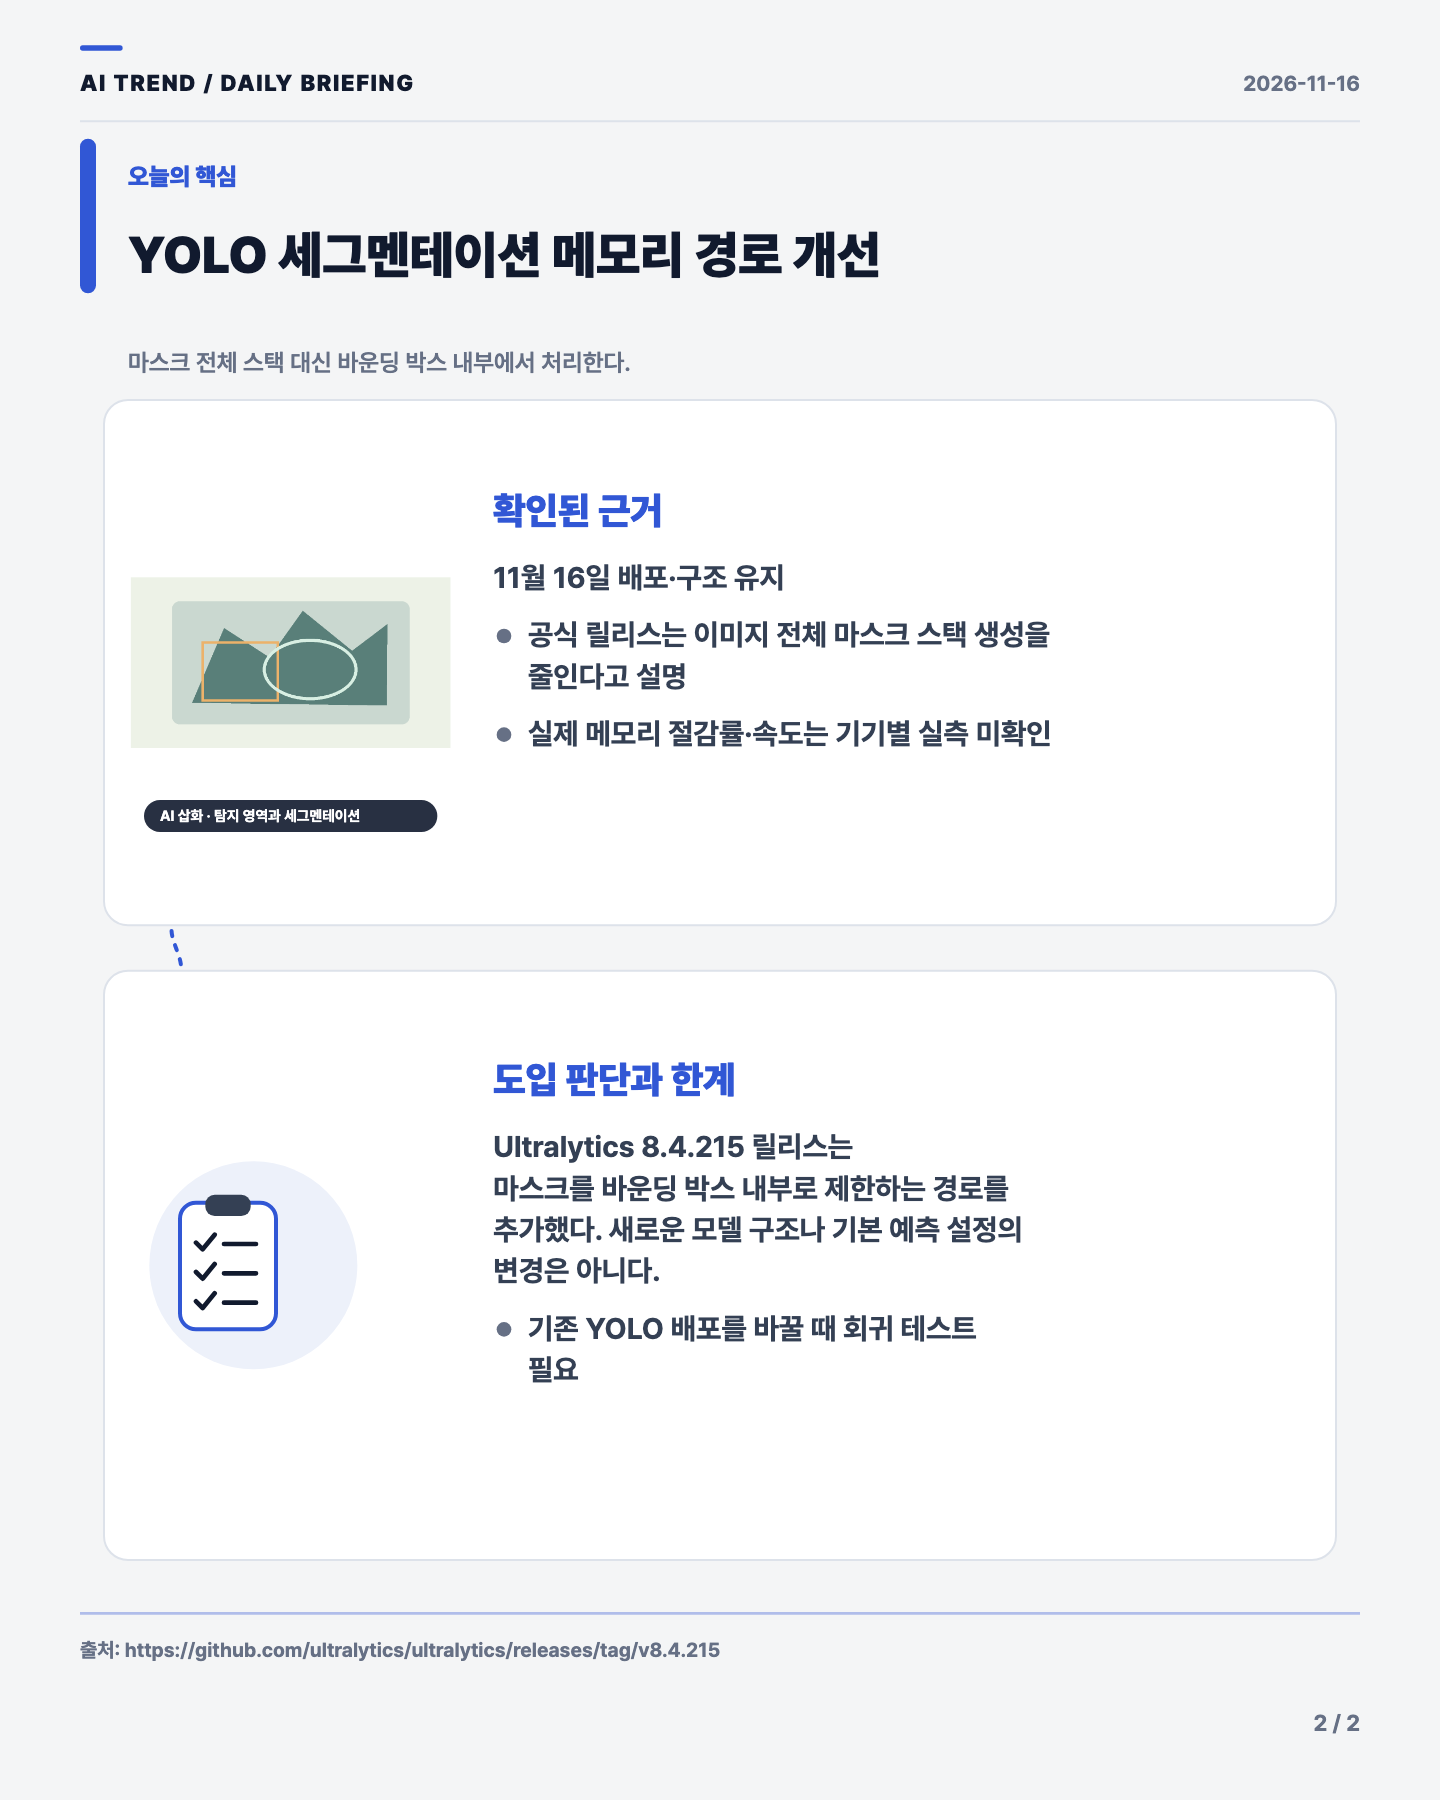 AI TREND / DAILY BRIEFING
2026-11-16
오늘의 핵심
YOLO 세그멘테이션 메모리 경로 개선
마스크 전체 스택 대신 바운딩 박스 내부에서 처리한다.
확인된 근거
11월 16일 배포·구조 유지
● 공식 릴리스는 이미지 전체 마스크 스택 생성을
줄인다고 설명
● 실제 메모리 절감률·속도는 기기별 실측 미확인
AI 삽화 · 탐지 영역과 세그멘테이션
도입 판단과 한계
Ultralytics 8.4.215 릴리스는
마스크를 바운딩 박스 내부로 제한하는 경로를
추가했다. 새로운 모델 구조나 기본 예측 설정의
변경은 아니다.
● 기존 YOLO 배포를 바꿀 때 회귀 테스트
필요
출처: https://github.com/ultralytics/ultralytics/releases/tag/v8.4.215
2 / 2